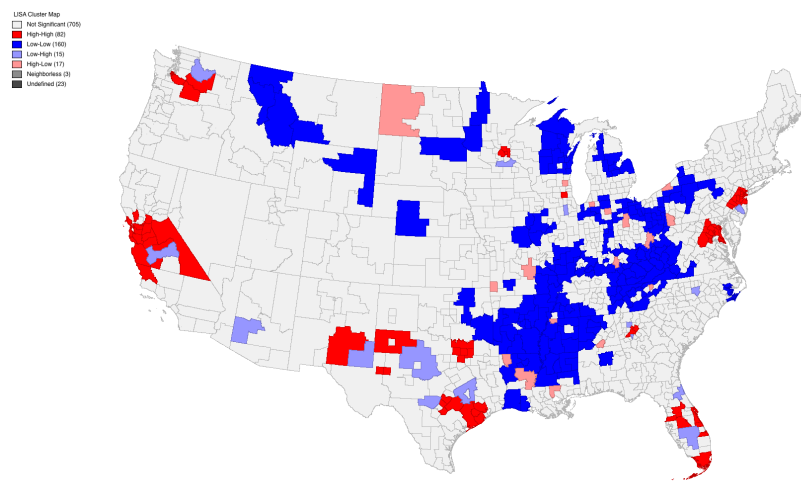 LISA Cluster Map
Not Significant (705)
High-High (82)
Low-Low (160)
Low-High (15)
High-Low (17)
Neighborless (3)
Undefined (23)